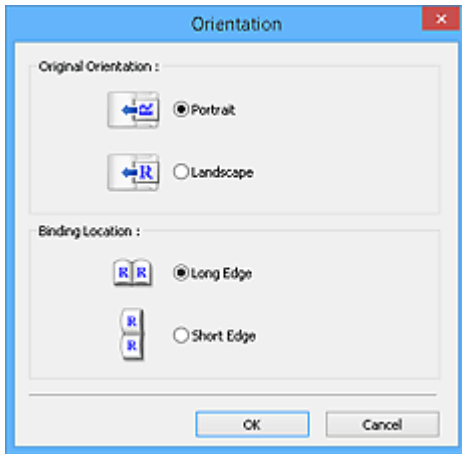 Orientation
Original Orientation :
R Portrait
R Landscape
Binding Location :
R R Long Edge
R
R Short Edge
OK Cancel